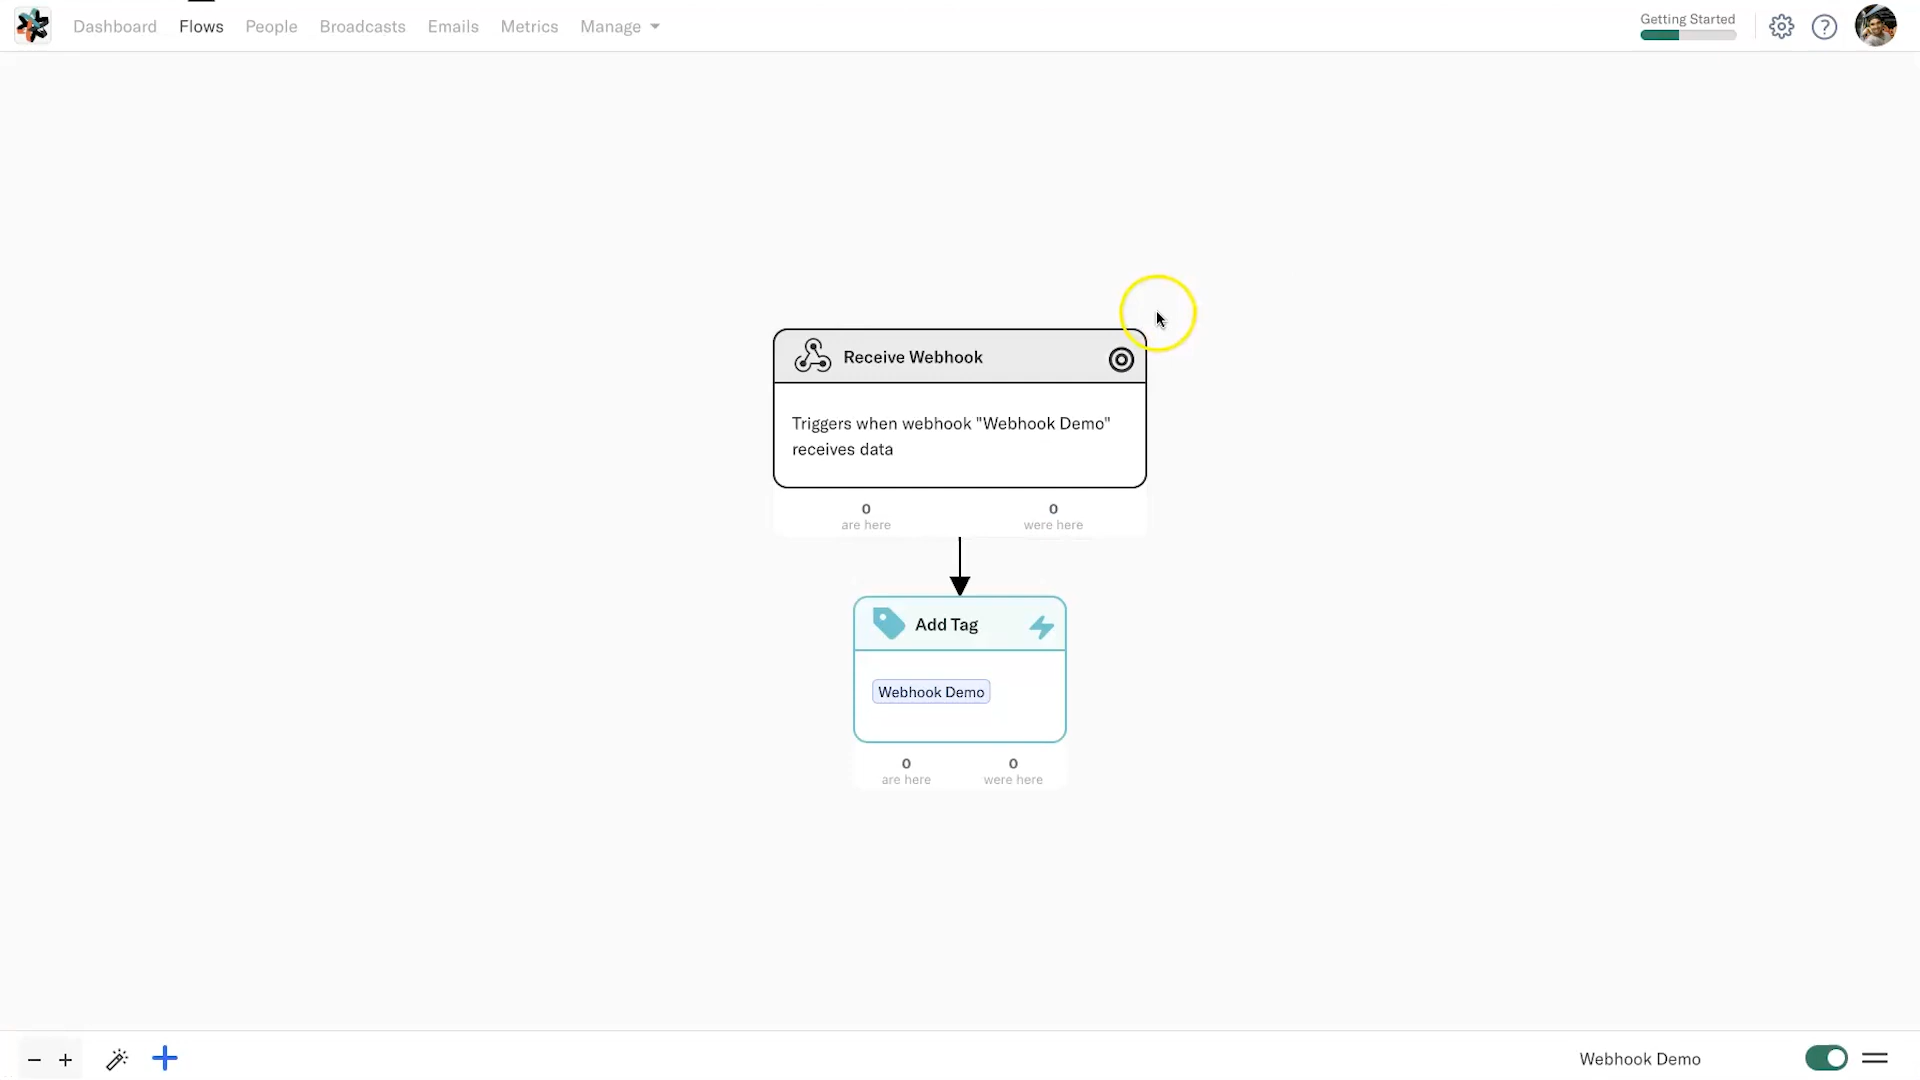 Dashboard Flows People Broadcasts Emails Metrics Manage Getting Started
Receive Webhook
Triggers when webhook "Webhook Demo"
receives data
0 0
are here were here
Add Tag
Webhook Demo
0 0
are here were here
Webhook Demo